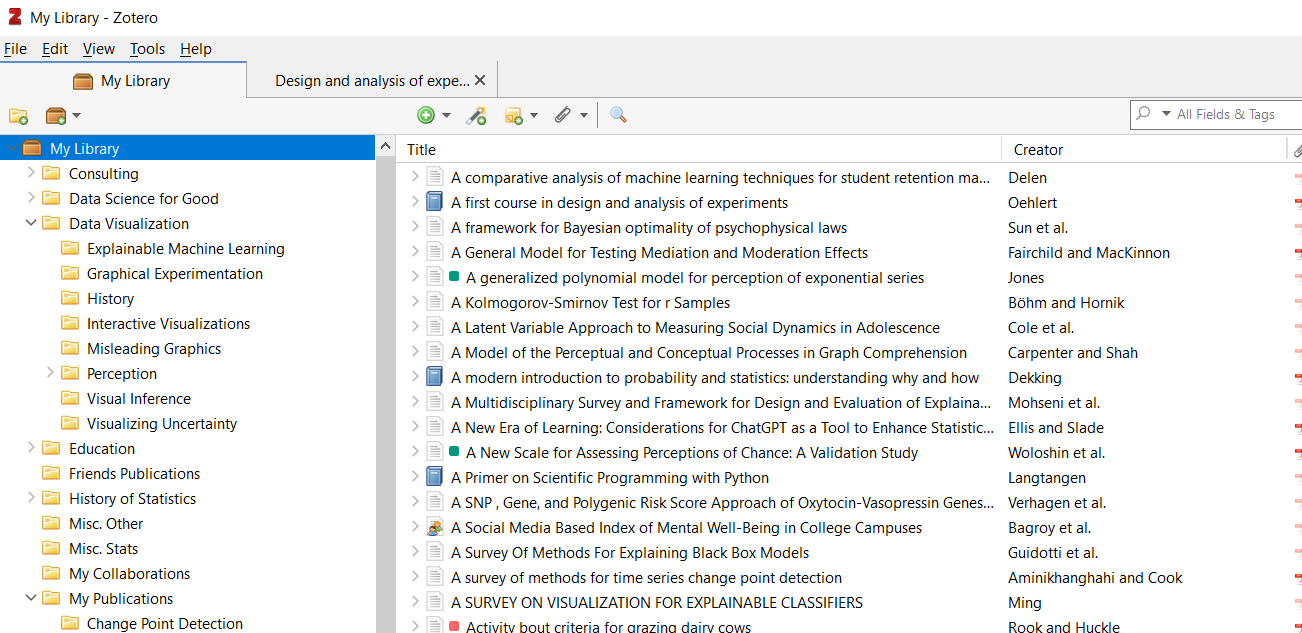 My Library - Zotero
File Edit View Tools Help
My Library
Design and analysis of expe...
All Fields & Tags
My Library
Consulting
Data Science for Good
Data Visualization
Explainable Machine Learning
Graphical Experimentation
History
Interactive Visualizations
Misleading Graphics
Perception
Visual Inference
Visualizing Uncertainty
Education
Friends Publications
History of Statistics
Misc. Other
Misc. Stats
My Collaborations
My Publications
Change Point Detection
Title Creator
A comparative analysis of machine learning techniques for student retention ma... Delen
A first course in design and analysis of experiments Oehlert
A framework for Bayesian optimality of psychophysical laws Sun et al.
A General Model for Testing Mediation and Moderation Effects Fairchild and MacKinnon
A generalized polynomial model for perception of exponential series Jones
A Kolmogorov-Smirnov Test for r Samples Böhm and Hornik
A Latent Variable Approach to Measuring Social Dynamics in Adolescence Cole et al.
A Model of the Perceptual and Conceptual Processes in Graph Comprehension Carpenter and Shah
A modern introduction to probability and statistics: understanding why and how Dekking
A Multidisciplinary Survey and Framework for Design and Evaluation of Explaina... Mohseni et al.
A New Era of Learning: Considerations for ChatGPT as a Tool to Enhance Statistic... Ellis and Slade
A New Scale for Assessing Perceptions of Chance: A Validation Study Woloshin et al.
A Primer on Scientific Programming with Python Langtangen
A SNP , Gene, and Polygenic Risk Score Approach of Oxytocin-Vasopressin Genes... Verhagen et al.
A Social Media Based Index of Mental Well-Being in College Campuses Bagroy et al.
A Survey Of Methods For Explaining Black Box Models Guidotti et al.
A survey of methods for time series change point detection Aminikhanghahi and Cook
A SURVEY ON VISUALIZATION FOR EXPLAINABLE CLASSIFIERS Ming
Activity bout criteria for grazing dairy cows Rook and Huckle